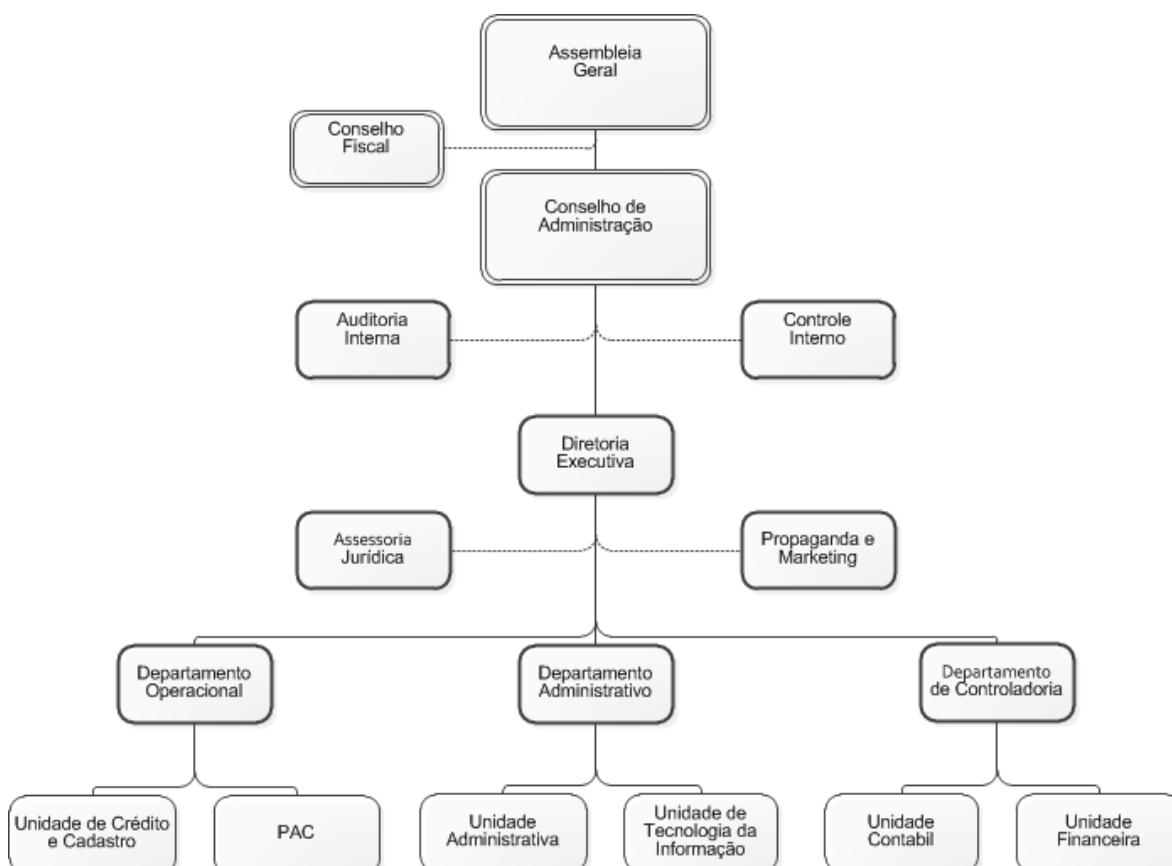 Assembleia
Geral
Conselho
Fiscal
Conselho de
Administração
Auditoria
Interna
Controle
Interno
Diretoria
Executiva
Assessoria
Jurídica
Propaganda e
Marketing
Departamento
Operacional
Departamento
Administrativo
Departamento
de Controladoria
Unidade de Crédito
e Cadastro
PAC
Unidade
Administrativa
Unidade de
Tecnologia da
Informação
Unidade
Contabil
Unidade
Financeira